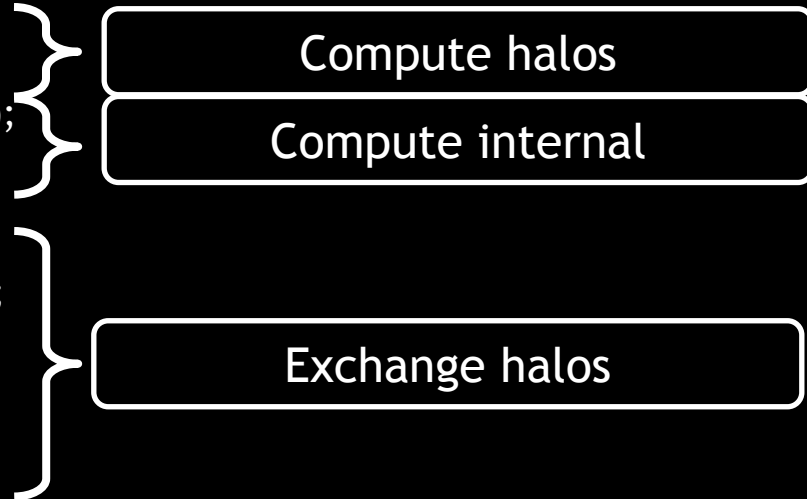 Compute halos
;
Compute internal
;
Exchange halos